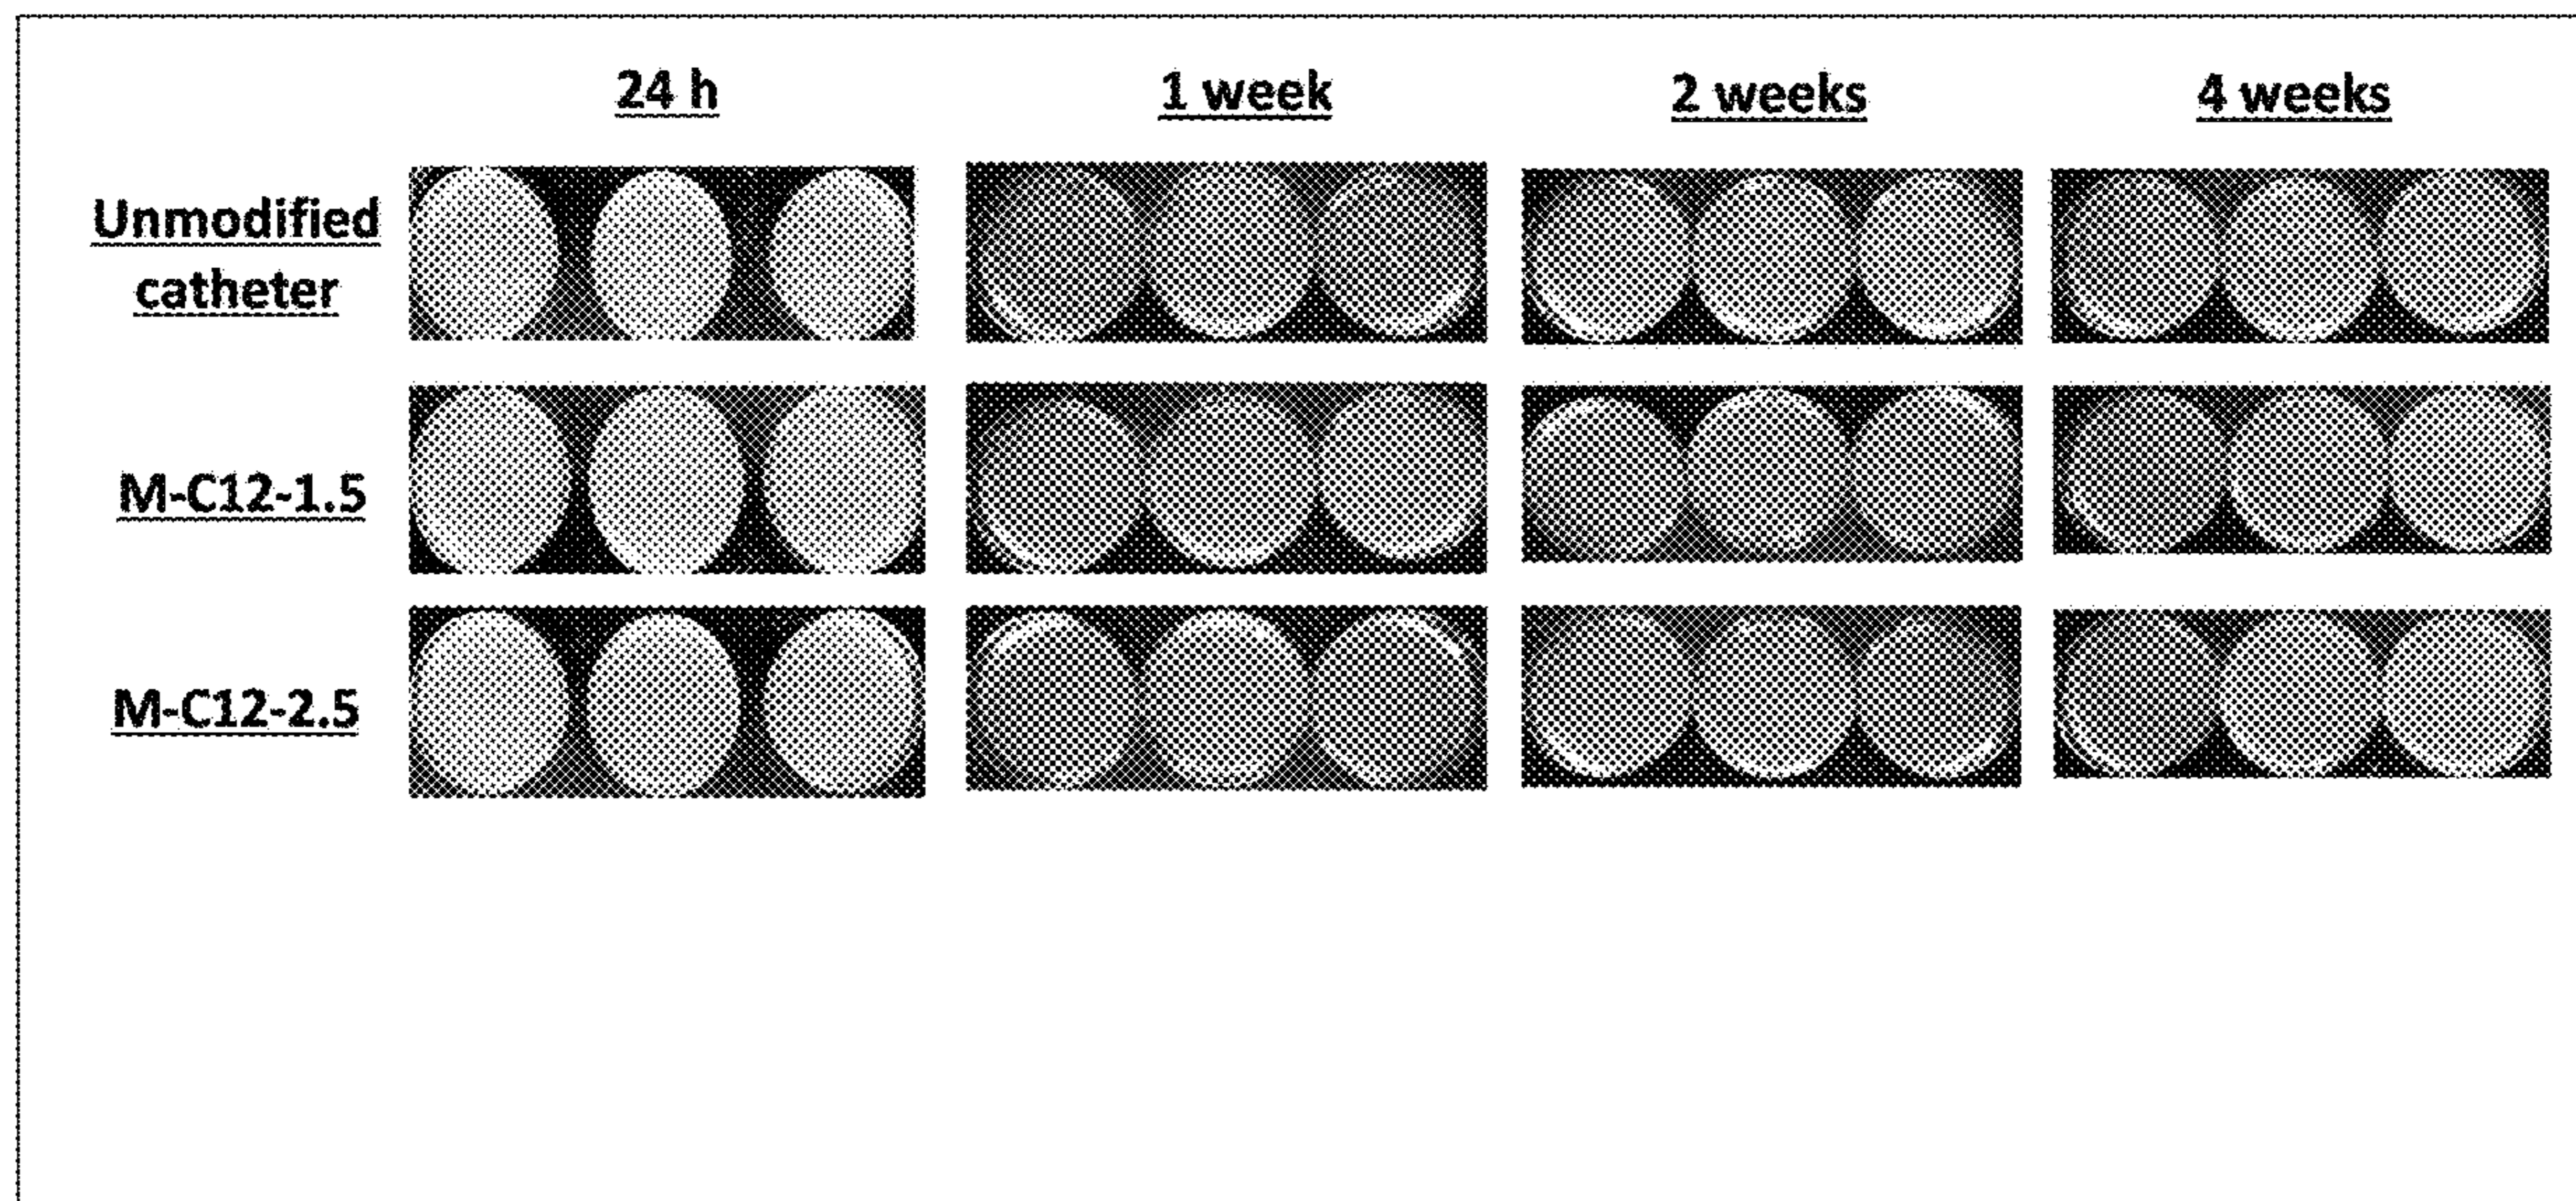 24 h
1 week
2 weeks
4 weeks
Unmodified
catheter
M-C12-1.5
M-C12-2.5